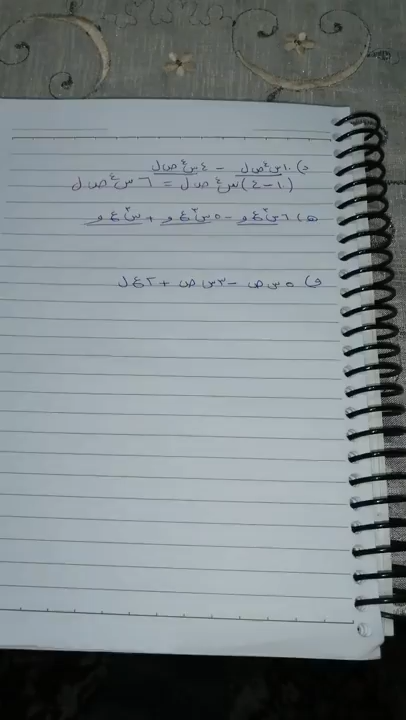 د) ١٠س٤ص ل - ٤س٤ص ل
(١٠-٤)س٤ص ل = ٦س٤ص ل
هـ) ٦س٢ع و - ٥س٢ع و + س٢ع و
و) ٥س ص - ٣س ص + ٢ع ل